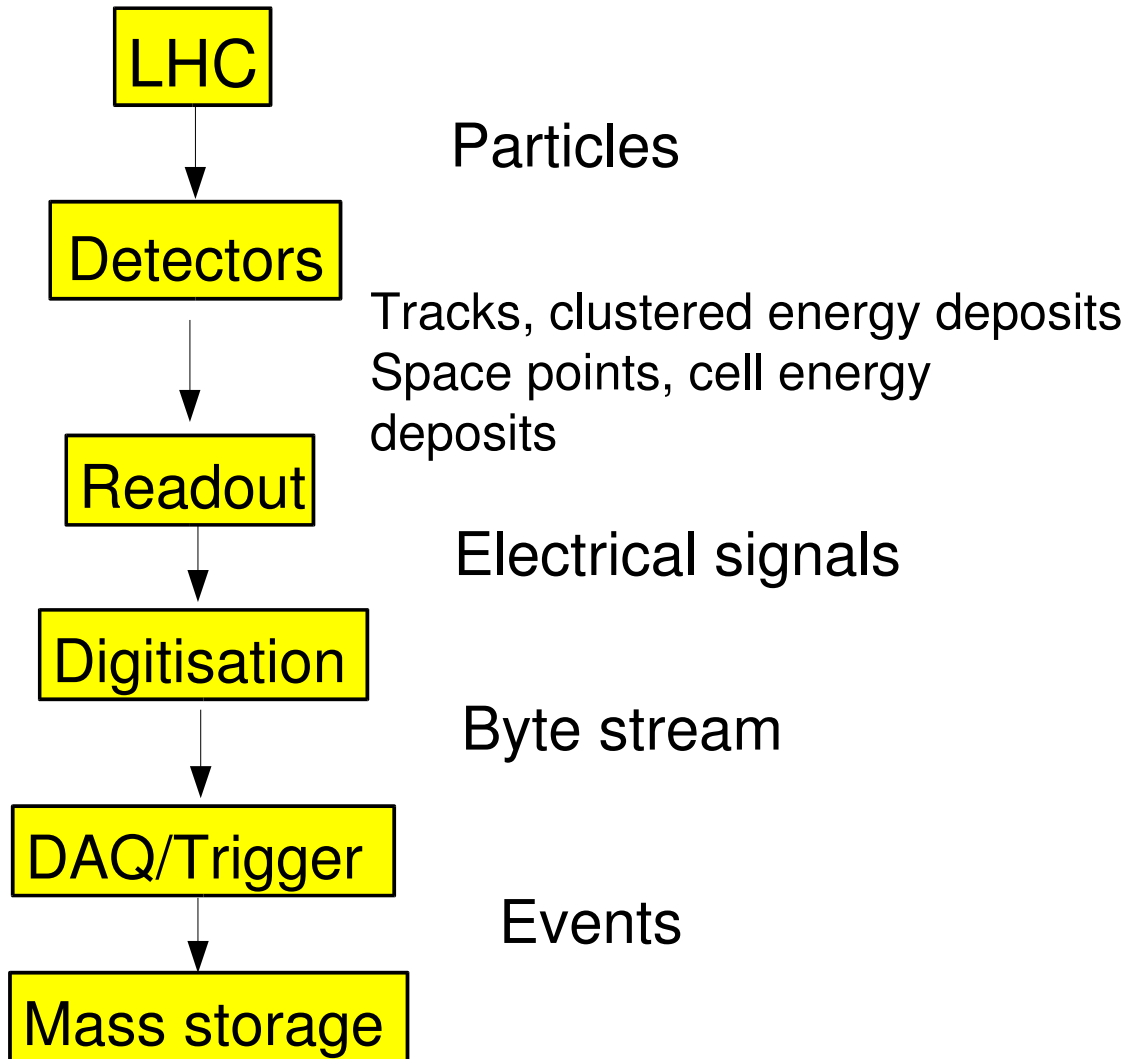 LHC
Particles
Detectors
Tracks, clustered energy deposits
Space points, cell energy
deposits
Readout
Electrical signals
Digitisation
Byte stream
DAQ/Trigger
Events
Mass storage